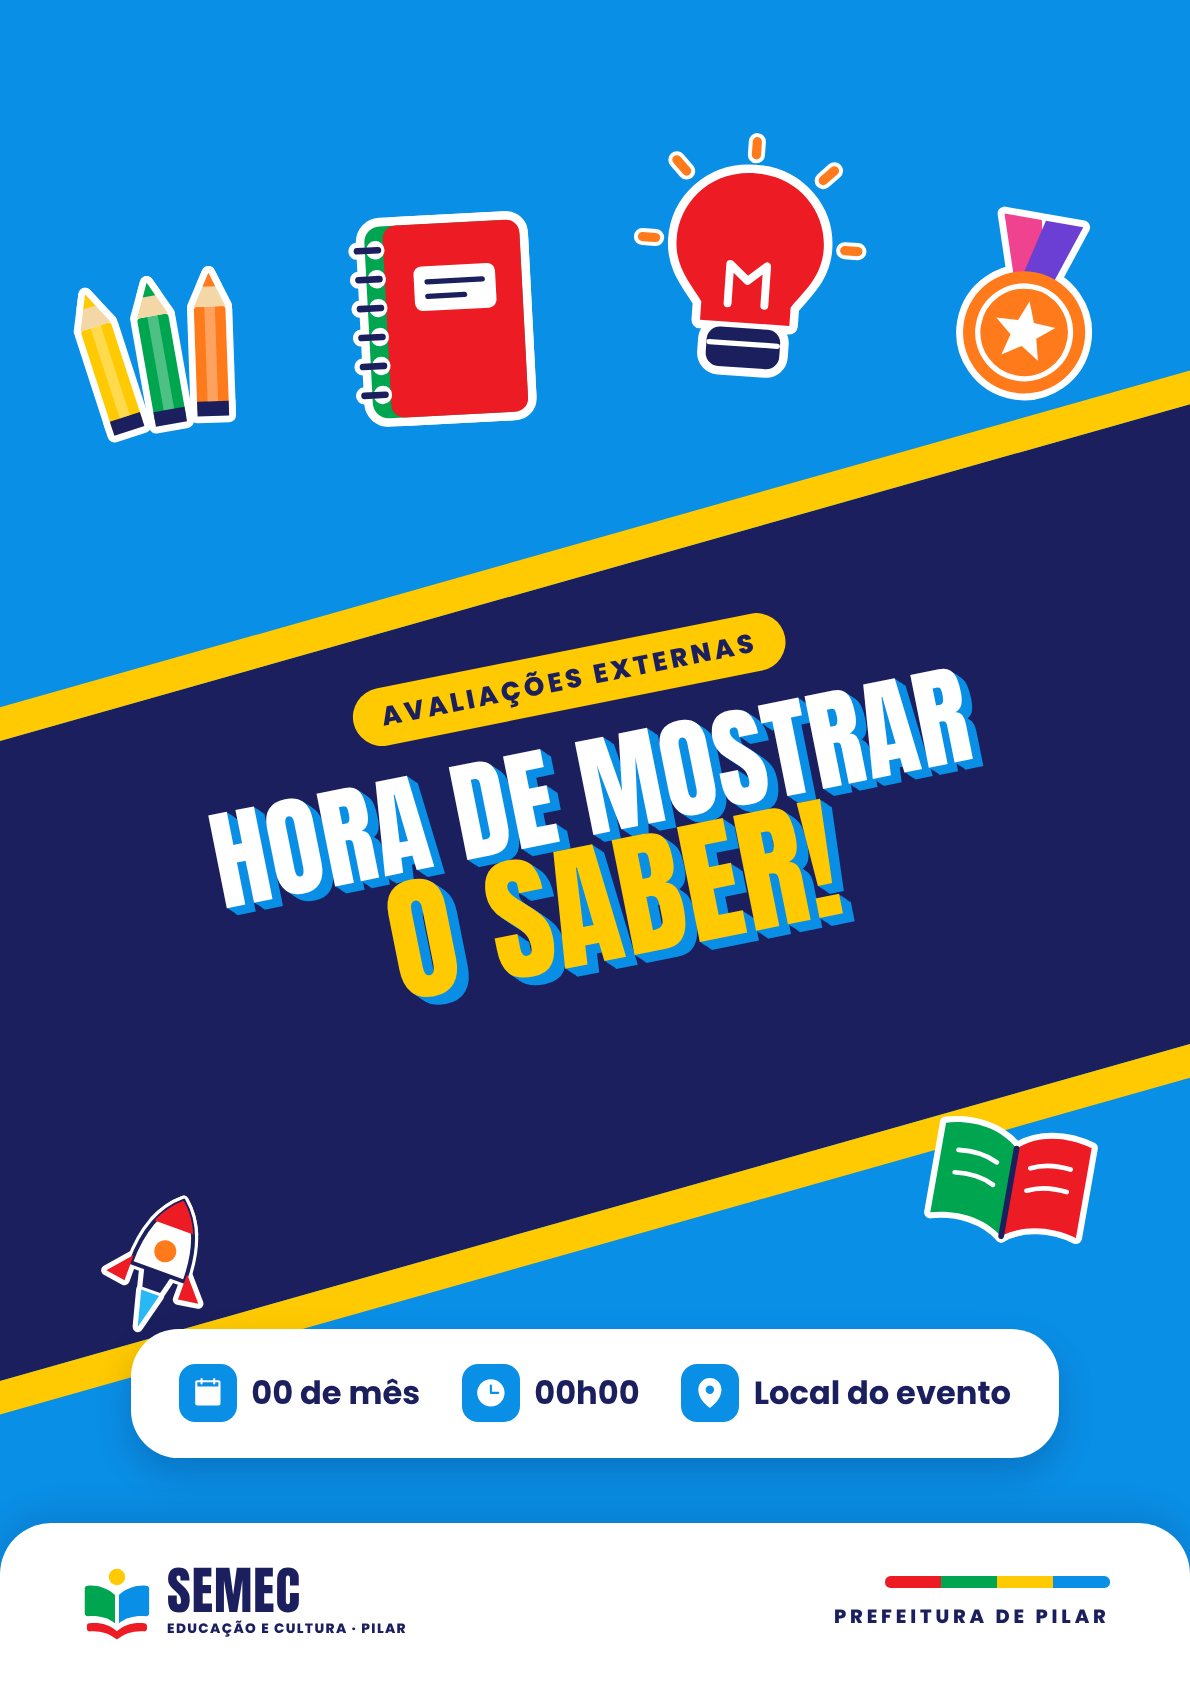 AVALIAÇÕES EXTERNAS
HORA DE MOSTRAR
O SABER!
00 de mês
00h00
Local do evento
SEMEC
EDUCAÇÃO E CULTURA · PILAR
PREFEITURA DE PILAR